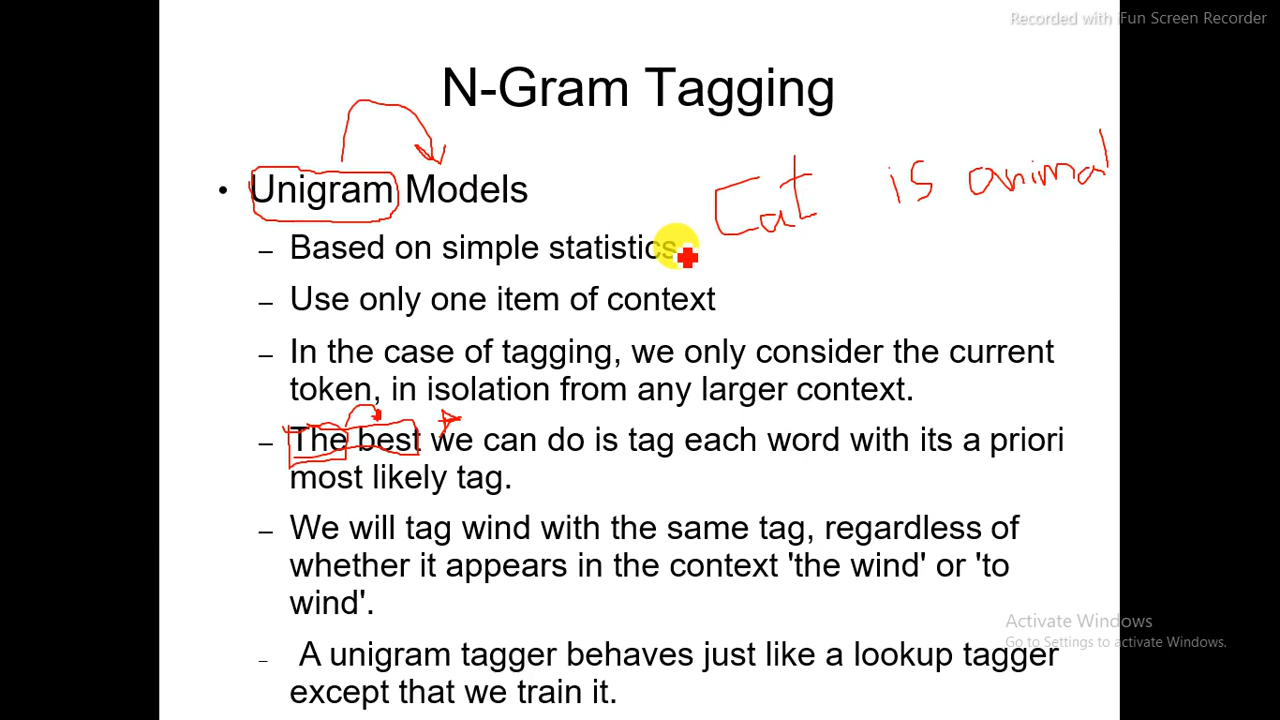 Recorded with iFun Screen Recorder
N-Gram Tagging
• Unigram Models
Cat is animal
– Based on simple statistics
– Use only one item of context
– In the case of tagging, we only consider the current
token, in isolation from any larger context.
– The best we can do is tag each word with its a priori
most likely tag.
– We will tag wind with the same tag, regardless of
whether it appears in the context 'the wind' or 'to
wind'.
Activate Windows
Go to Settings to activate Windows.
– A unigram tagger behaves just like a lookup tagger
except that we train it.